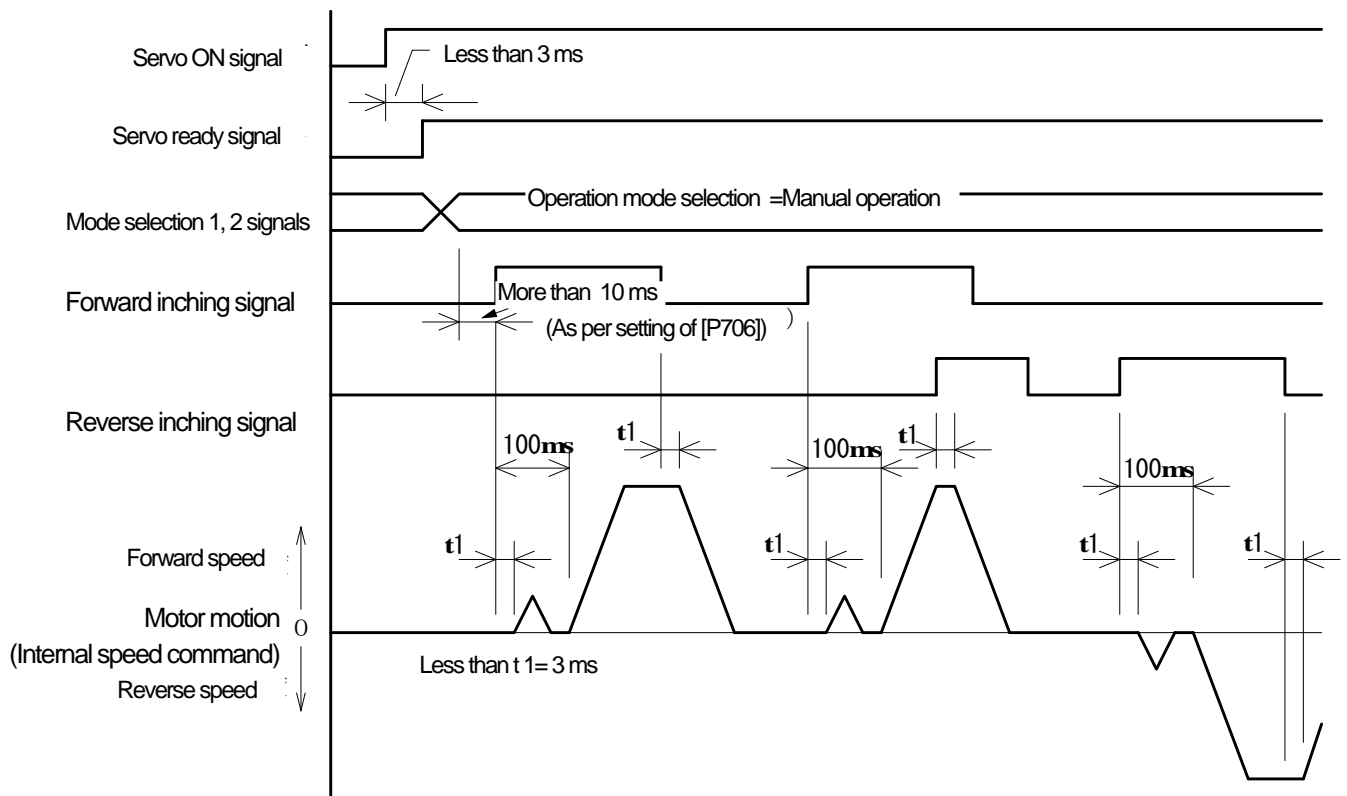 Servo ON signal
Less than 3 ms
Servo ready signal
Operation mode selection =Manual operation
Mode selection 1, 2 signals
Forward inching signal
More than 10 ms
(As per setting of [P706])
)
Reverse inching signal
100ms
t1
100ms
t1
100ms
t1
t1
t1
t1
Forward speed
Motor motion
0
(Internal speed command)
Less than t 1= 3 ms
Reverse speed